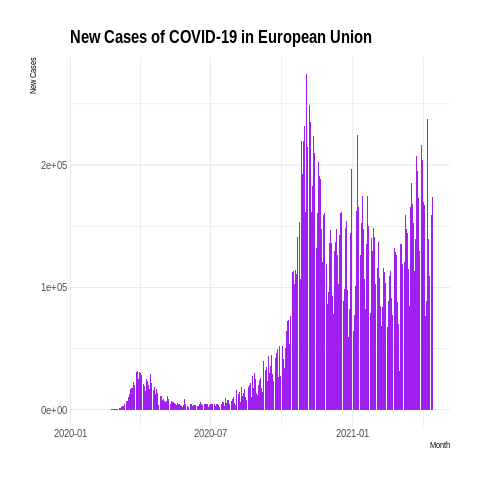 New Cases of COVID-19 in European Union
New Cases
2e+05
1e+05
0e+00
2020-01
2020-07
2021-01
Month